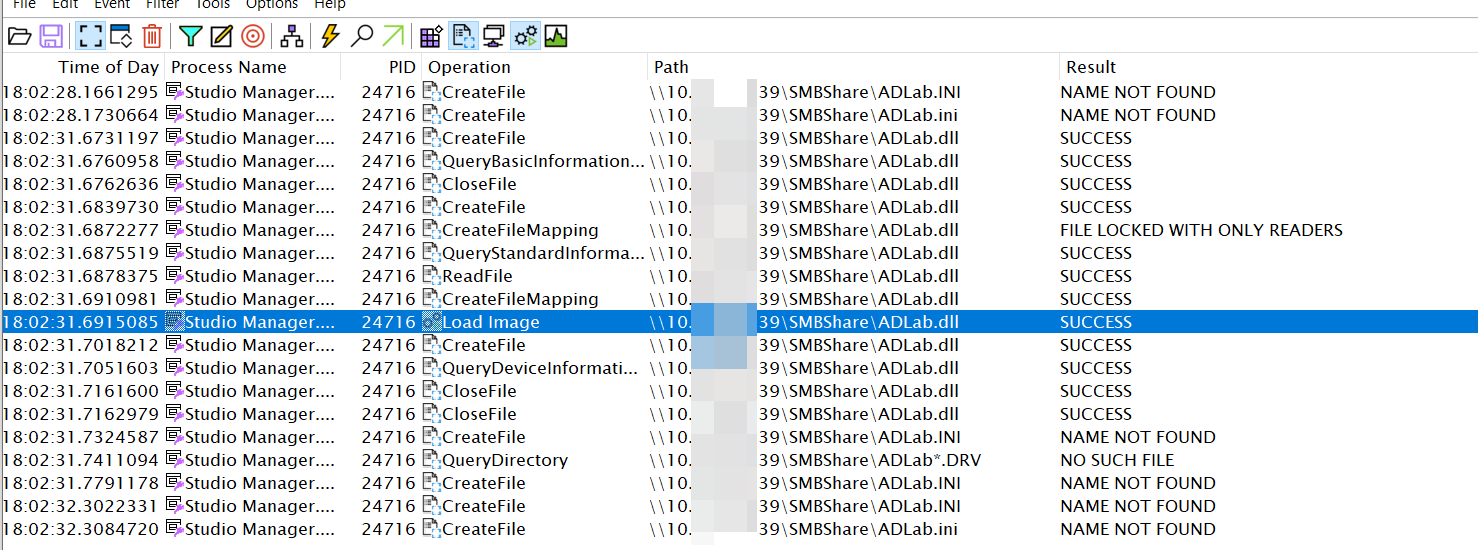 File Edit Event Filter Tools Options Help
Time of Day Process Name PID Operation Path Result
18:02:28.1661295 Studio Manager.... 24716 CreateFile \\10. 39\SMBShare\ADLab.INI NAME NOT FOUND
18:02:28.1730664 Studio Manager.... 24716 CreateFile \\10. 39\SMBShare\ADLab.ini NAME NOT FOUND
18:02:31.6731197 Studio Manager.... 24716 CreateFile \\10. 39\SMBShare\ADLab.dll SUCCESS
18:02:31.6760958 Studio Manager.... 24716 QueryBasicInformation... \\10. 39\SMBShare\ADLab.dll SUCCESS
18:02:31.6762636 Studio Manager.... 24716 CloseFile \\10. 39\SMBShare\ADLab.dll SUCCESS
18:02:31.6839730 Studio Manager.... 24716 CreateFile \\10. 39\SMBShare\ADLab.dll SUCCESS
18:02:31.6872277 Studio Manager.... 24716 CreateFileMapping \\10. 39\SMBShare\ADLab.dll FILE LOCKED WITH ONLY READERS
18:02:31.6875519 Studio Manager.... 24716 QueryStandardInforma... \\10. 39\SMBShare\ADLab.dll SUCCESS
18:02:31.6878375 Studio Manager.... 24716 ReadFile \\10. 39\SMBShare\ADLab.dll SUCCESS
18:02:31.6910981 Studio Manager.... 24716 CreateFileMapping \\10. 39\SMBShare\ADLab.dll SUCCESS
18:02:31.6915085 Studio Manager.... 24716 Load Image \\10. 39\SMBShare\ADLab.dll SUCCESS
18:02:31.7018212 Studio Manager.... 24716 CreateFile \\10. 39\SMBShare\ADLab.dll SUCCESS
18:02:31.7051603 Studio Manager.... 24716 QueryDeviceInformati... \\10. 39\SMBShare\ADLab.dll SUCCESS
18:02:31.7161600 Studio Manager.... 24716 CloseFile \\10. 39\SMBShare\ADLab.dll SUCCESS
18:02:31.7162979 Studio Manager.... 24716 CloseFile \\10. 39\SMBShare\ADLab.dll SUCCESS
18:02:31.7324587 Studio Manager.... 24716 CreateFile \\10. 39\SMBShare\ADLab.INI NAME NOT FOUND
18:02:31.7411094 Studio Manager.... 24716 QueryDirectory \\10. 39\SMBShare\ADLab*.DRV NO SUCH FILE
18:02:31.7791178 Studio Manager.... 24716 CreateFile \\10. 39\SMBShare\ADLab.INI NAME NOT FOUND
18:02:32.3022331 Studio Manager.... 24716 CreateFile \\10. 39\SMBShare\ADLab.INI NAME NOT FOUND
18:02:32.3084720 Studio Manager.... 24716 CreateFile \\10. 39\SMBShare\ADLab.ini NAME NOT FOUND